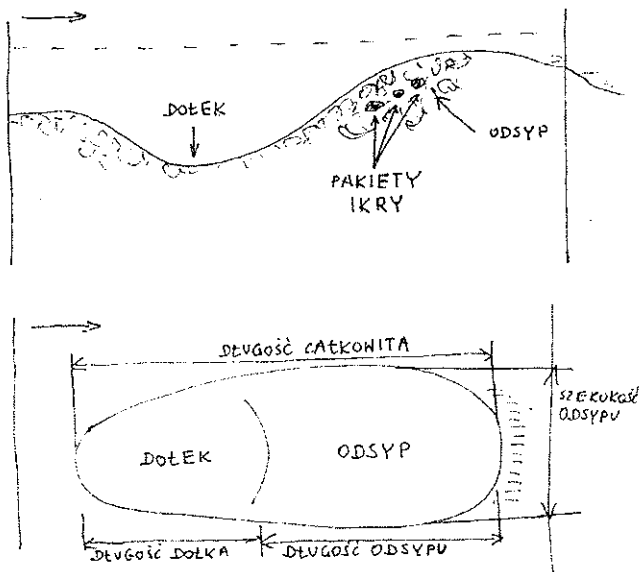 DOŁEK
ODSYP
PAKIETY
IKRY
DŁUGOŚĆ CAŁKOWITA
SZEROKOŚĆ
ODSYPU
DOŁEK
ODSYP
DŁUGOŚĆ DOŁKA
DŁUGOŚĆ ODSYPU